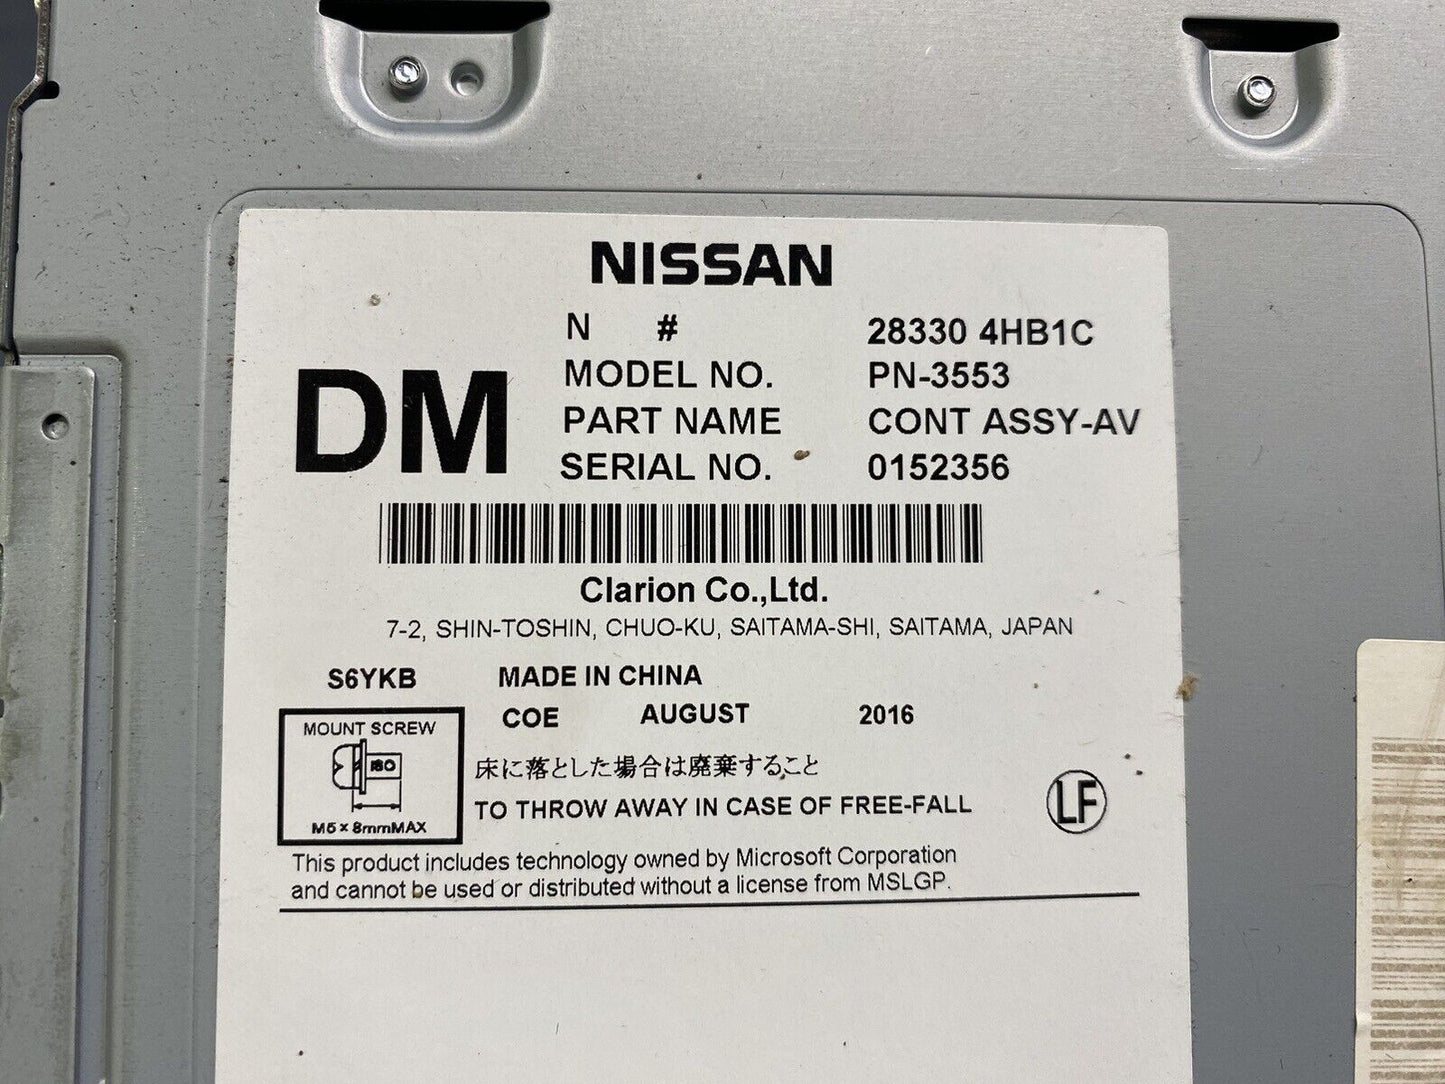 NISSAN
N # 28330 4HB1C
MODEL NO. PN-3553
DM
PART NAME CONT ASSY-AV
SERIAL NO. 0152356
Clarion Co.,Ltd.
7-2, SHIN-TOSHIN, CHUO-KU, SAITAMA-SHI, SAITAMA, JAPAN
S6YKB MADE IN CHINA
COE AUGUST 2016
MOUNT SCREW
ISO
M5 × 8mmMAX
床に落とした場合は廃棄すること
TO THROW AWAY IN CASE OF FREE-FALL
LF
This product includes technology owned by Microsoft Corporation
and cannot be used or distributed without a license from MSLGP.